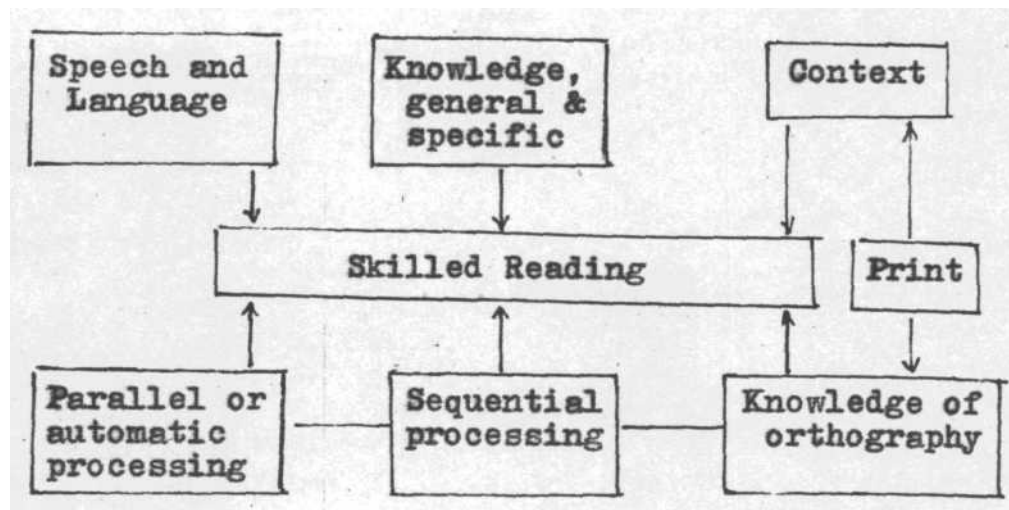 Speech and
Language
Knowledge,
general &
specific
Context
Skilled Reading
Print
Parallel or
automatic
processing
Sequential
processing
Knowledge of
orthography